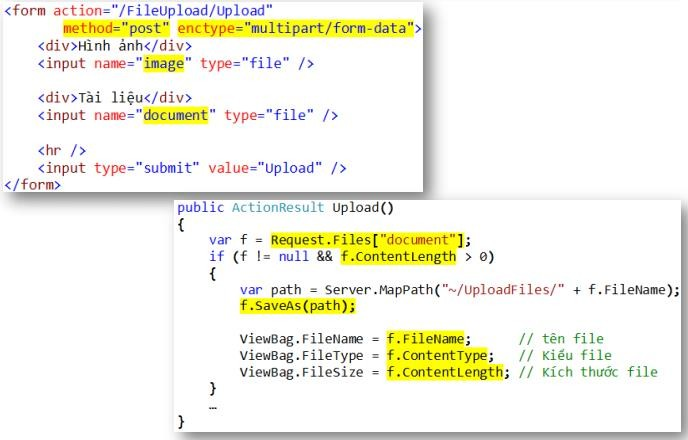 <form action="/FileUpload/Upload"
method="post" enctype="multipart/form-data">
<div>Hình ảnh</div>
<input name="image" type="file" />
<div>Tài liệu</div>
<input name="document" type="file" />
<hr />
<input type="submit" value="Upload" />
</form>
public ActionResult Upload()
{
var f = Request.Files["document"];
if (f != null && f.ContentLength > 0)
{
var path = Server.MapPath("~/UploadFiles/" + f.FileName);
f.SaveAs(path);
ViewBag.FileName = f.FileName; // tên file
ViewBag.FileType = f.ContentType; // Kiểu file
ViewBag.FileSize = f.ContentLength; // Kích thước file
}
…
}